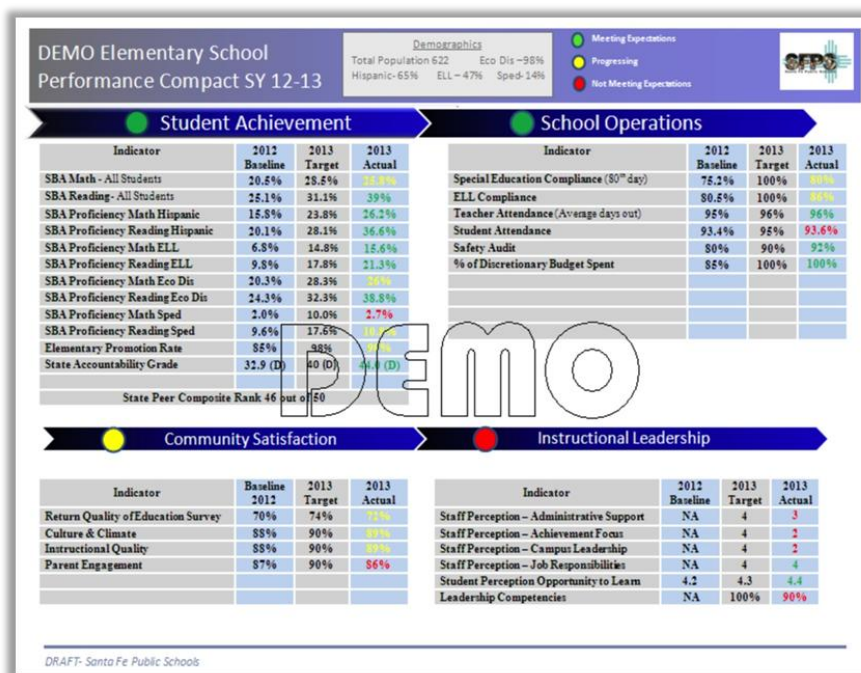 DEMO Elementary School
Performance Compact SY 12-13
Demographics
Total Population 622 Eco Dis –98%
Hispanic- 65% ELL – 47% Sped- 14%
Meeting Expectations
Progressing
Not Meeting Expectations
SFPS
Student Achievement
Indicator 2012 Baseline 2013 Target 2013 Actual
SBA Math - All Students 20.5% 28.5% 25.8%
SBA Reading- All Students 25.1% 31.1% 39%
SBA Proficiency Math Hispanic 15.8% 23.8% 26.2%
SBA Proficiency Reading Hispanic 20.1% 28.1% 36.6%
SBA Proficiency Math ELL 6.8% 14.8% 15.6%
SBA Proficiency Reading ELL 9.8% 17.8% 21.3%
SBA Proficiency Math Eco Dis 20.3% 28.3% 26%
SBA Proficiency Reading Eco Dis 24.3% 32.3% 38.8%
SBA Proficiency Math Sped 2.0% 10.0% 2.7%
SBA Proficiency Reading Sped 9.6% 17.6%
Elementary Promotion Rate 85% 98%
State Accountability Grade 32.9 (D) 40 (D) (D)
State Peer Composite Rank 46 out of 50
School Operations
Indicator 2012 Baseline 2013 Target 2013 Actual
Special Education Compliance (80th day) 75.2% 100% 80%
ELL Compliance 80.5% 100% 86%
Teacher Attendance (Average days out) 95% 96% 96%
Student Attendance 93.4% 95% 93.6%
Safety Audit 80% 90% 92%
% of Discretionary Budget Spent 85% 100% 100%
DEMO
Community Satisfaction
Indicator Baseline 2012 2013 Target 2013 Actual
Return Quality of Education Survey 70% 74% 72%
Culture & Climate 88% 90% 89%
Instructional Quality 88% 90% 89%
Parent Engagement 87% 90% 86%
Instructional Leadership
Indicator 2012 Baseline 2013 Target 2013 Actual
Staff Perception – Administrative Support NA 4 3
Staff Perception – Achievement Focus NA 4 2
Staff Perception – Campus Leadership NA 4 2
Staff Perception – Job Responsibilities NA 4 4
Student Perception Opportunity to Learn 4.2 4.3 4.4
Leadership Competencies NA 100% 90%
DRAFT- Santa Fe Public Schools